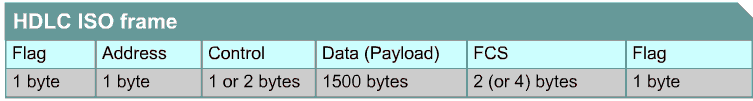 HDLC ISO frame
Flag Address Control Data (Payload) FCS Flag
1 byte 1 byte 1 or 2 bytes 1500 bytes 2 (or 4) bytes 1 byte